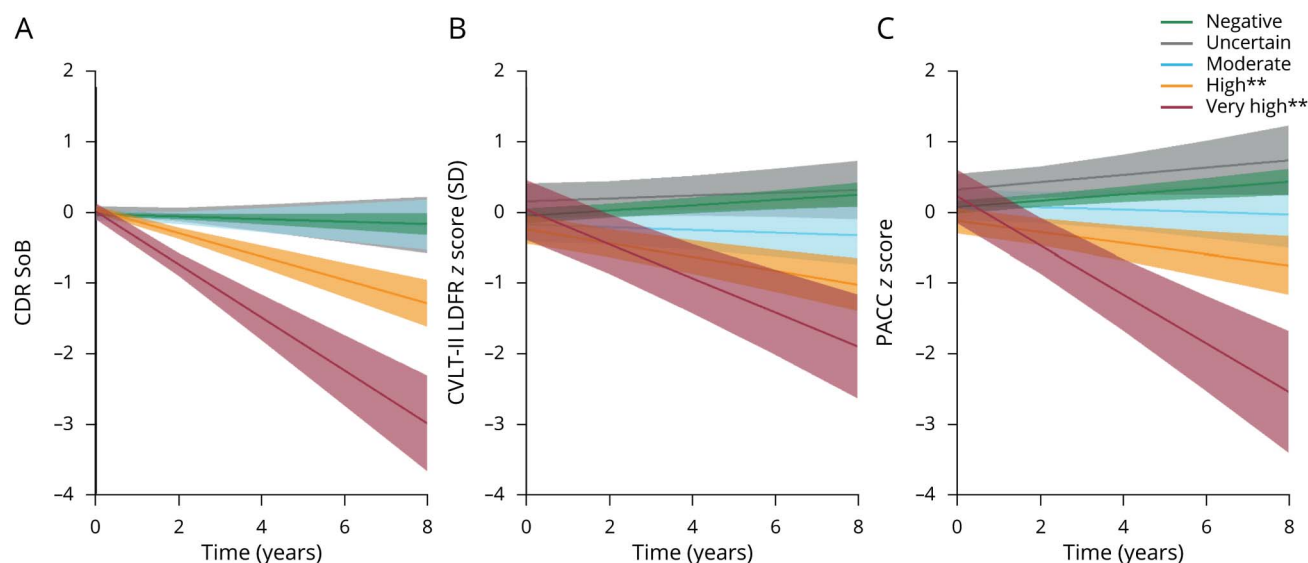 A
B
C
Negative
Uncertain
Moderate
High**
Very high**
CDR SoB
2
1
0
–1
–2
–3
–4
0
2
4
6
8
Time (years)
CVLT-II LDFR z score (SD)
2
1
0
–1
–2
–3
–4
0
2
4
6
8
Time (years)
PACC z score
2
1
0
–1
–2
–3
–4
0
2
4
6
8
Time (years)